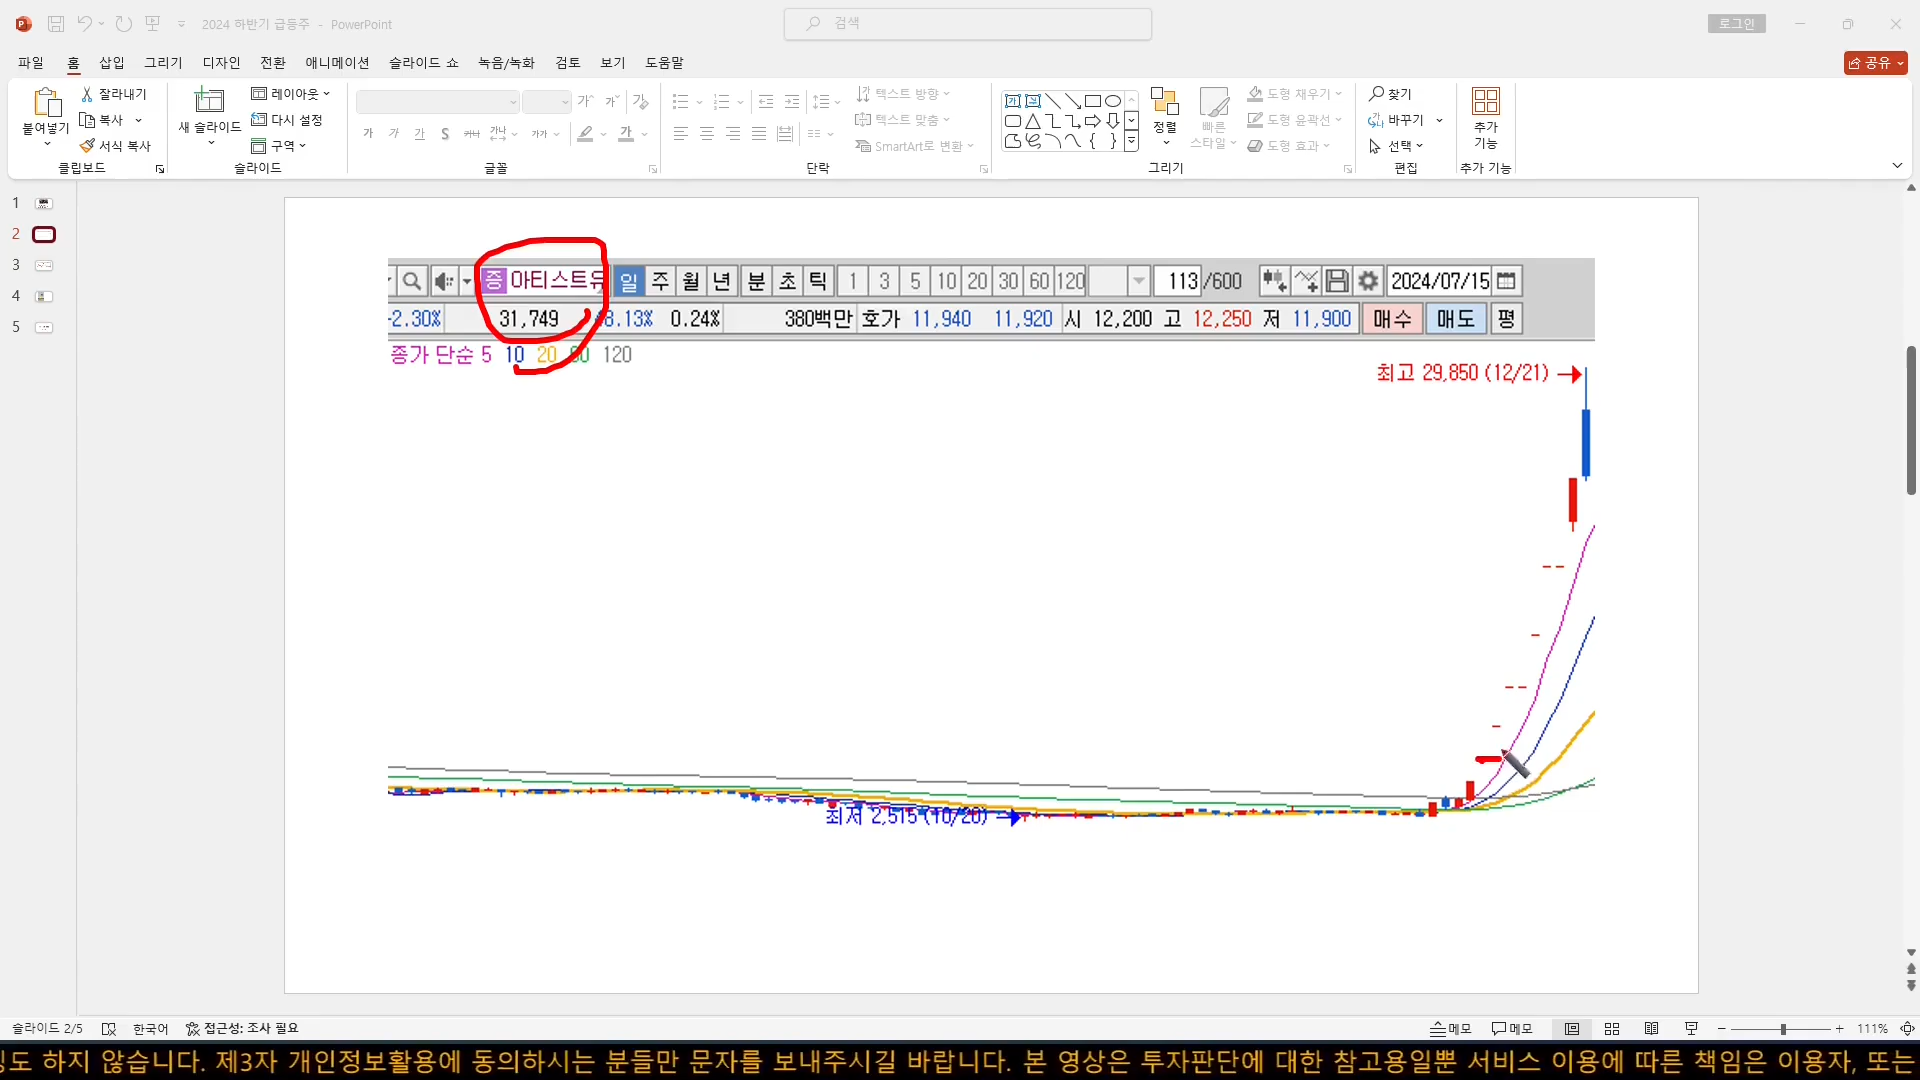 2024 하반기 급등주 - PowerPoint
검색
로그인
파일 홈 삽입 그리기 디자인 전환 애니메이션 슬라이드 쇼 녹음/녹화 검토 보기 도움말
공유
붙여넣기
잘라내기
복사
서식 복사
클립보드
새 슬라이드
레이아웃
다시 설정
구역
슬라이드
글꼴
텍스트 방향
텍스트 맞춤
SmartArt로 변환
단락
정렬
빠른 스타일
도형 채우기
도형 윤곽선
도형 효과
그리기
찾기
바꾸기
선택
편집
추가 기능
추가 기능
1
2
3
4
5
증 아티스트유 일 주 월 년 분 초 틱 1 3 5 10 20 30 60 120 113 /600 2024/07/15
-2.30% 31,749 0.24% 380백만 호가 11,940 11,920 시 12,200 고 12,250 저 11,900 매수 매도 평
종가 단순 5 10 20 60 120
최고 29,850 (12/21)
최저 2,515 (10/20)
슬라이드 2/5 한국어 접근성: 조사 필요 메모 메모 111%
하지 않습니다. 제3자 개인정보활용에 동의하시는 분들만 문자를 보내주시길 바랍니다. 본 영상은 투자판단에 대한 참고용일뿐 서비스 이용에 따른 책임은 이용자, 또는